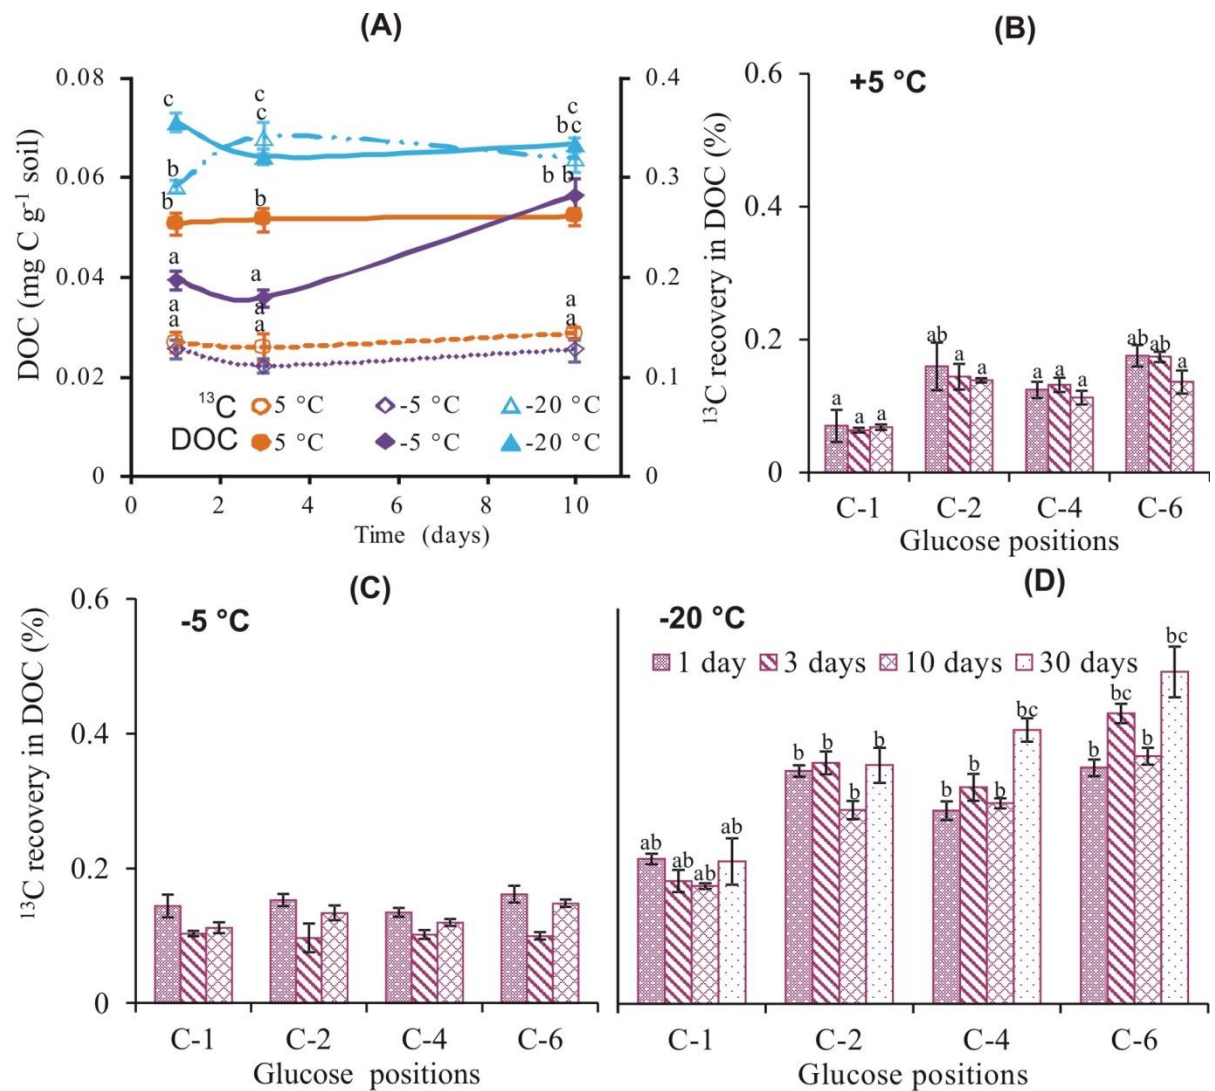 (A)
0.08
0.06
0.04
0.02
0
DOC (mg C g-1 soil)
0.4
0.3
0.2
0.1
0
c
b
b
a
a
a
c
c
b
a
a
a
c
b c
b b
a
a
13C 5 °C -5 °C -20 °C
DOC 5 °C -5 °C -20 °C
0 2 4 6 8 10
Time (days)
(B)
+5 °C
0.6
0.4
0.2
0
13C recovery in DOC (%)
a a a
ab a a
a a a
ab ab a
C-1 C-2 C-4 C-6
Glucose positions
(C)
-5 °C
0.6
0.4
0.2
0
13C recovery in DOC (%)
C-1 C-2 C-4 C-6
Glucose positions
(D)
-20 °C
1 day 3 days 10 days 30 days
ab ab ab ab
b b b b
b b b bc
b bc b bc
C-1 C-2 C-4 C-6
Glucose positions